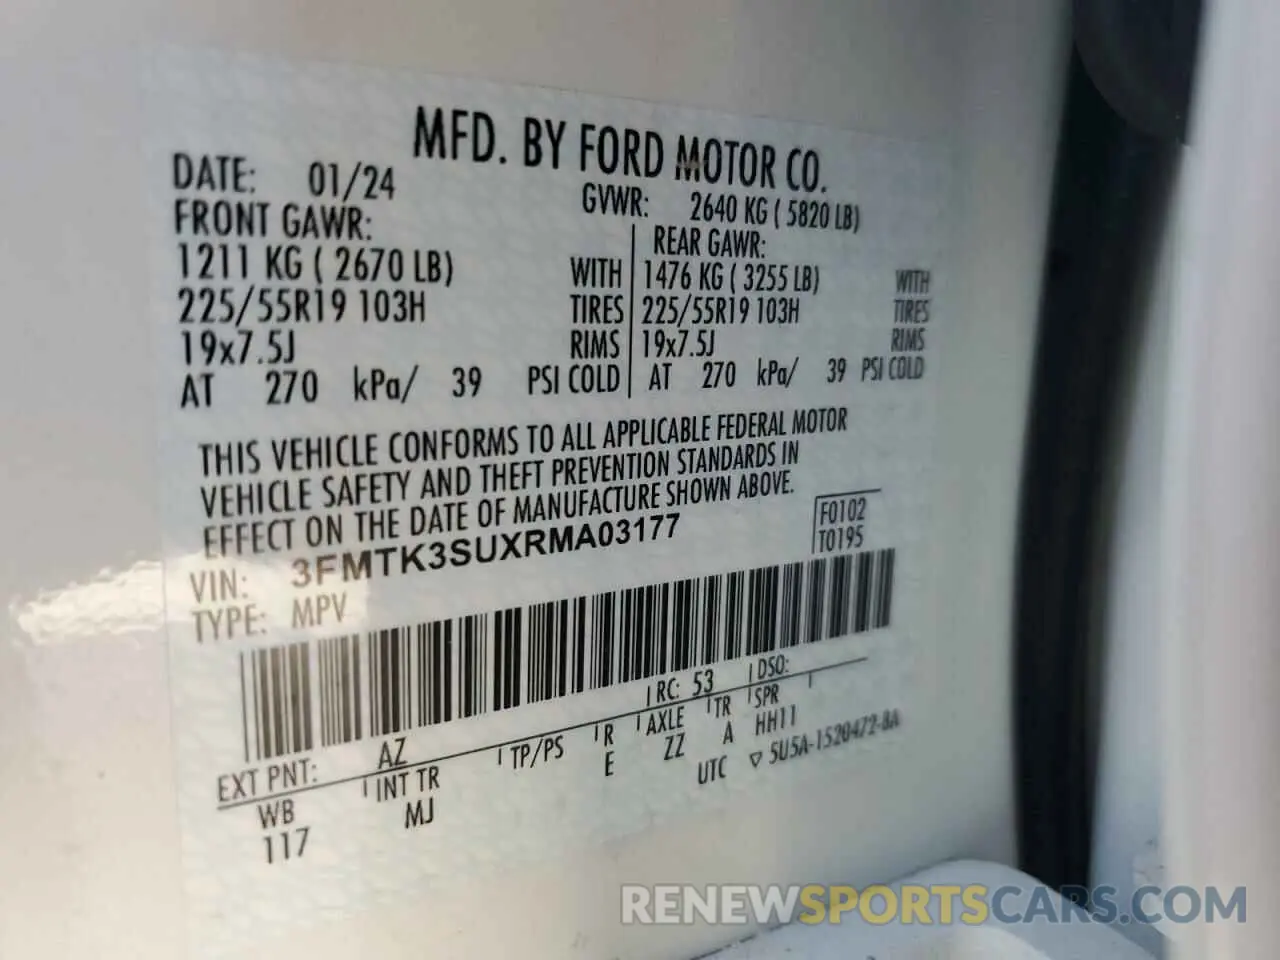 MFD. BY FORD MOTOR CO.
DATE: 01/24 GVWR: 2640 KG ( 5820 LB)
FRONT GAWR: REAR GAWR:
1211 KG ( 2670 LB) WITH 1476 KG ( 3255 LB) WITH
225/55R19 103H TIRES 225/55R19 103H TIRES
19x7.5J RIMS 19x7.5J RIMS
AT 270 kPa/ 39 PSI COLD AT 270 kPa/ 39 PSI COLD
THIS VEHICLE CONFORMS TO ALL APPLICABLE FEDERAL MOTOR
VEHICLE SAFETY AND THEFT PREVENTION STANDARDS IN
EFFECT ON THE DATE OF MANUFACTURE SHOWN ABOVE.
VIN: 3FMTK3SUXRMA03177 F0102
TYPE: MPV T0195
EXT PNT: AZ RC: 53 DSO:
WB INT TR TP/PS R AXLE TR SPR
117 MJ E ZZ A HH11
UTC ▽ 5U5A-1520472-BA
RENEWSPORTSCARS.COM